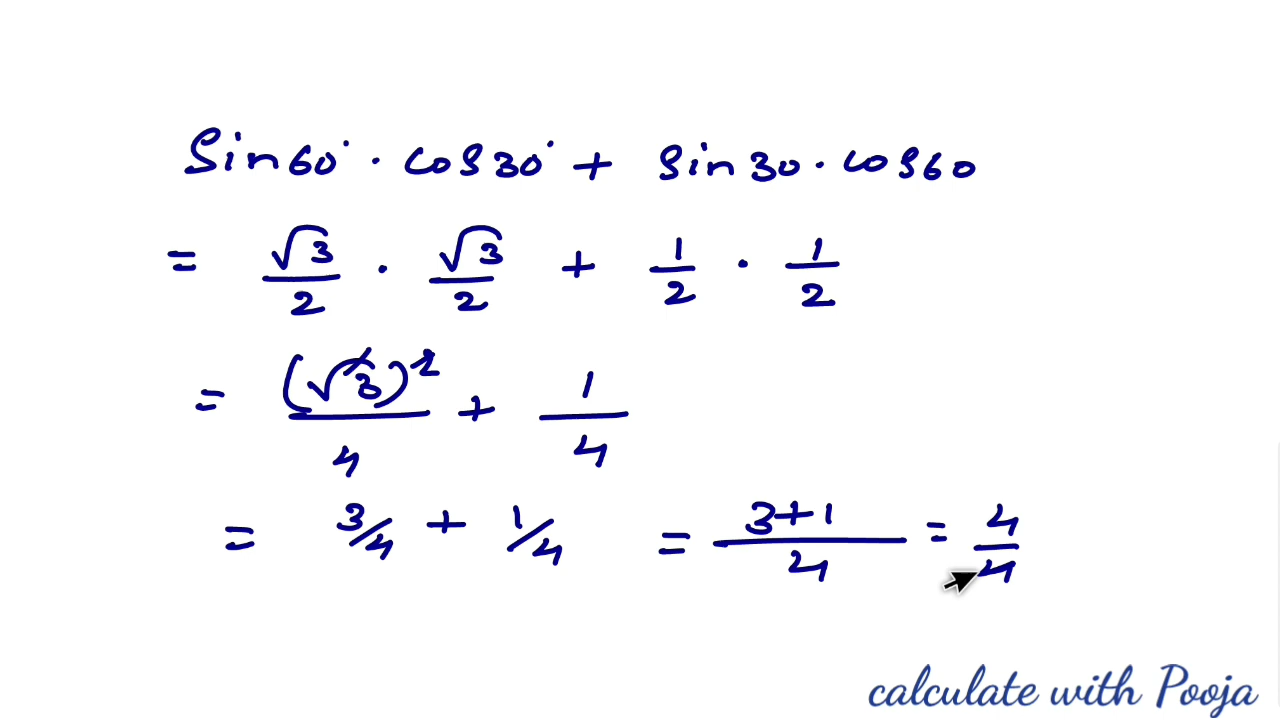 Sin60° · cos30° + sin30 · cos60
= √3/2 · √3/2 + 1/2 · 1/2
= (√3)²/4 + 1/4
= 3/4 + 1/4 = 3+1/4 = 4/4
calculate with Pooja